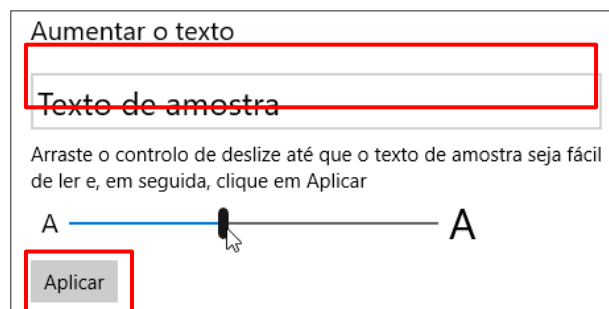 Aumentar o texto
Texto de amostra
Arraste o controlo de deslize até que o texto de amostra seja fácil
de ler e, em seguida, clique em Aplicar
A A
Aplicar